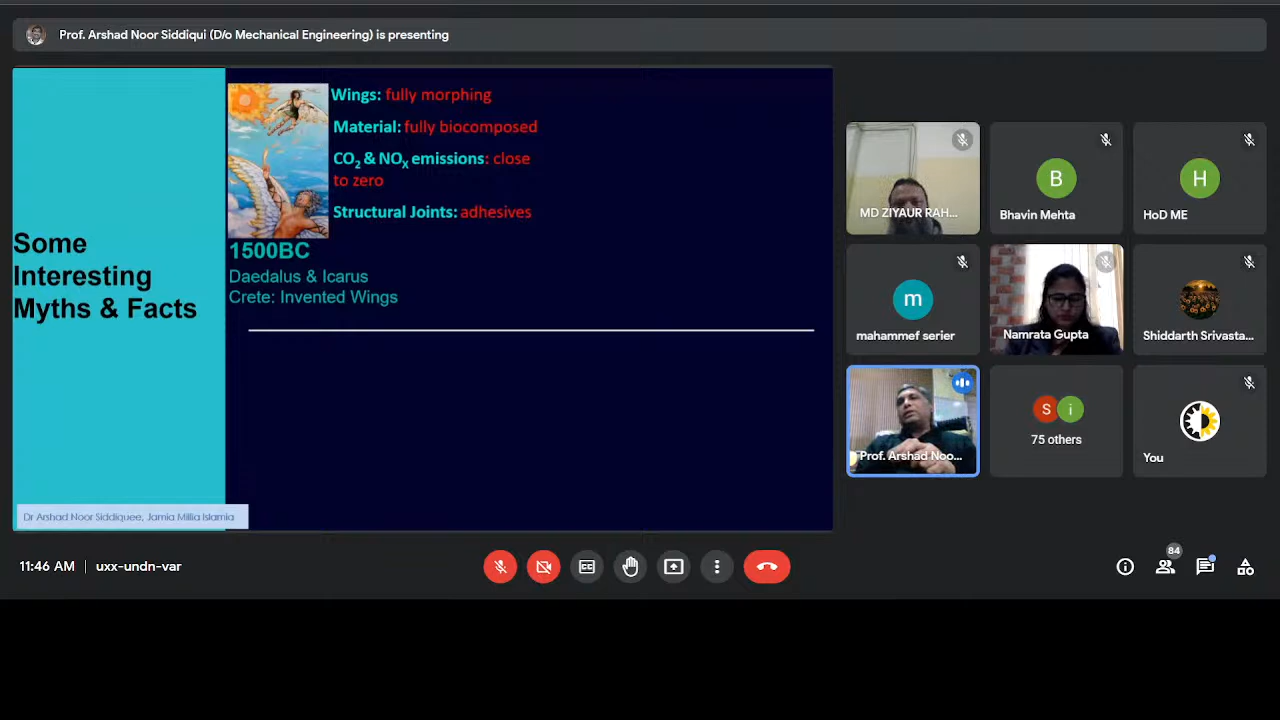 Prof. Arshad Noor Siddiqui (D/o Mechanical Engineering) is presenting
Some
Interesting
Myths & Facts
Wings: fully morphing
Material: fully biocomposed
CO2 & NOX emissions: close
to zero
Structural Joints: adhesives
1500BC
Daedalus & Icarus
Crete: Invented Wings
Dr Arshad Noor Siddiquee, Jamia Millia Islamia
MD ZIYAUR RAH...
B
Bhavin Mehta
H
HoD ME
m
mahammef serier
Namrata Gupta
Shiddarth Srivasta...
Prof. Arshad Noo...
S i
75 others
You
11:46 AM | uxx-undn-var
CC
84